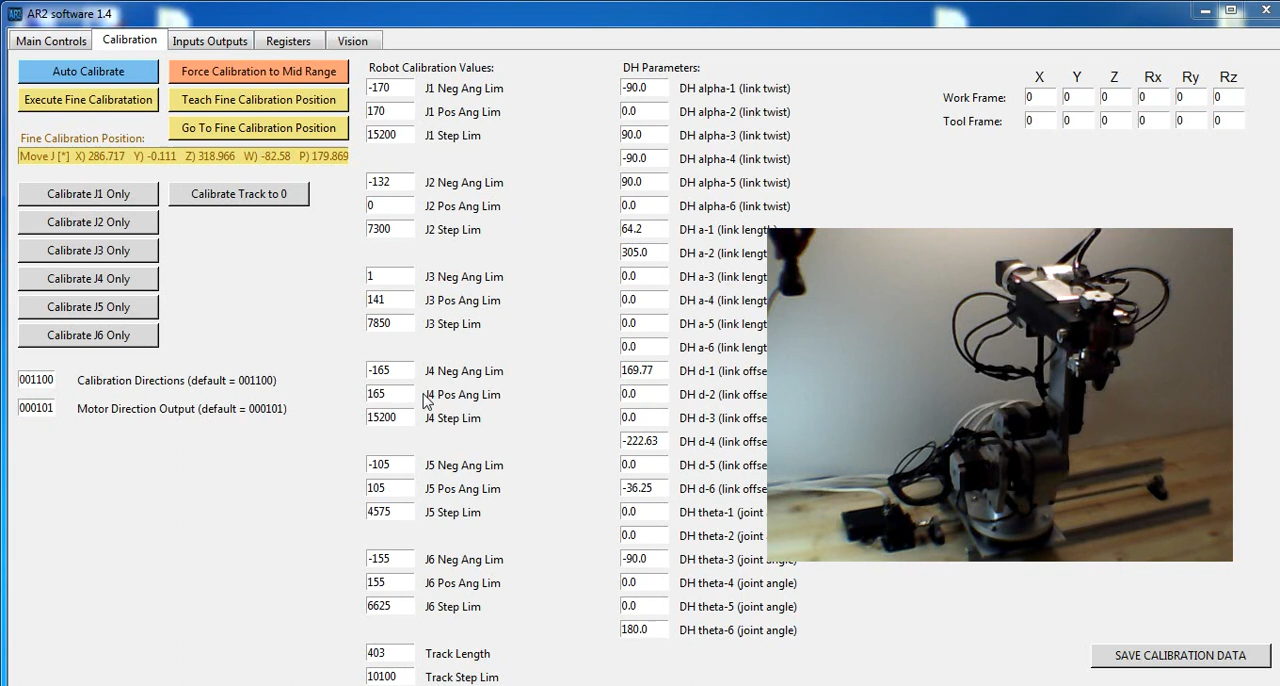 AR2 AR2 software 1.4
Main Controls Calibration Inputs Outputs Registers Vision
Auto Calibrate
Force Calibration to Mid Range
Execute Fine Calibratation
Teach Fine Calibration Position
Go To Fine Calibration Position
Fine Calibration Position:
Move J [*] X) 286.717 Y) -0.111 Z) 318.966 W) -82.58 P) 179.869
Calibrate J1 Only
Calibrate Track to 0
Calibrate J2 Only
Calibrate J3 Only
Calibrate J4 Only
Calibrate J5 Only
Calibrate J6 Only
001100 Calibration Directions (default = 001100)
000101 Motor Direction Output (default = 000101)
Robot Calibration Values:
-170 J1 Neg Ang Lim
170 J1 Pos Ang Lim
15200 J1 Step Lim
-132 J2 Neg Ang Lim
0 J2 Pos Ang Lim
7300 J2 Step Lim
1 J3 Neg Ang Lim
141 J3 Pos Ang Lim
7850 J3 Step Lim
-165 J4 Neg Ang Lim
165 J4 Pos Ang Lim
15200 J4 Step Lim
-105 J5 Neg Ang Lim
105 J5 Pos Ang Lim
4575 J5 Step Lim
-155 J6 Neg Ang Lim
155 J6 Pos Ang Lim
6625 J6 Step Lim
403 Track Length
10100 Track Step Lim
DH Parameters:
-90.0 DH alpha-1 (link twist)
0.0 DH alpha-2 (link twist)
90.0 DH alpha-3 (link twist)
-90.0 DH alpha-4 (link twist)
90.0 DH alpha-5 (link twist)
0.0 DH alpha-6 (link twist)
64.2 DH a-1 (link length)
305.0 DH a-2 (link lengt
0.0 DH a-3 (link lengt
0.0 DH a-4 (link lengt
0.0 DH a-5 (link lengt
0.0 DH a-6 (link lengt
169.77 DH d-1 (link offse
0.0 DH d-2 (link offse
0.0 DH d-3 (link offse
-222.63 DH d-4 (link offse
0.0 DH d-5 (link offse
-36.25 DH d-6 (link offse
0.0 DH theta-1 (joint
0.0 DH theta-2 (joint
-90.0 DH theta-3 (joint angle)
0.0 DH theta-4 (joint angle)
0.0 DH theta-5 (joint angle)
180.0 DH theta-6 (joint angle)
X Y Z Rx Ry Rz
Work Frame: 0 0 0 0 0 0
Tool Frame: 0 0 0 0 0 0
SAVE CALIBRATION DATA